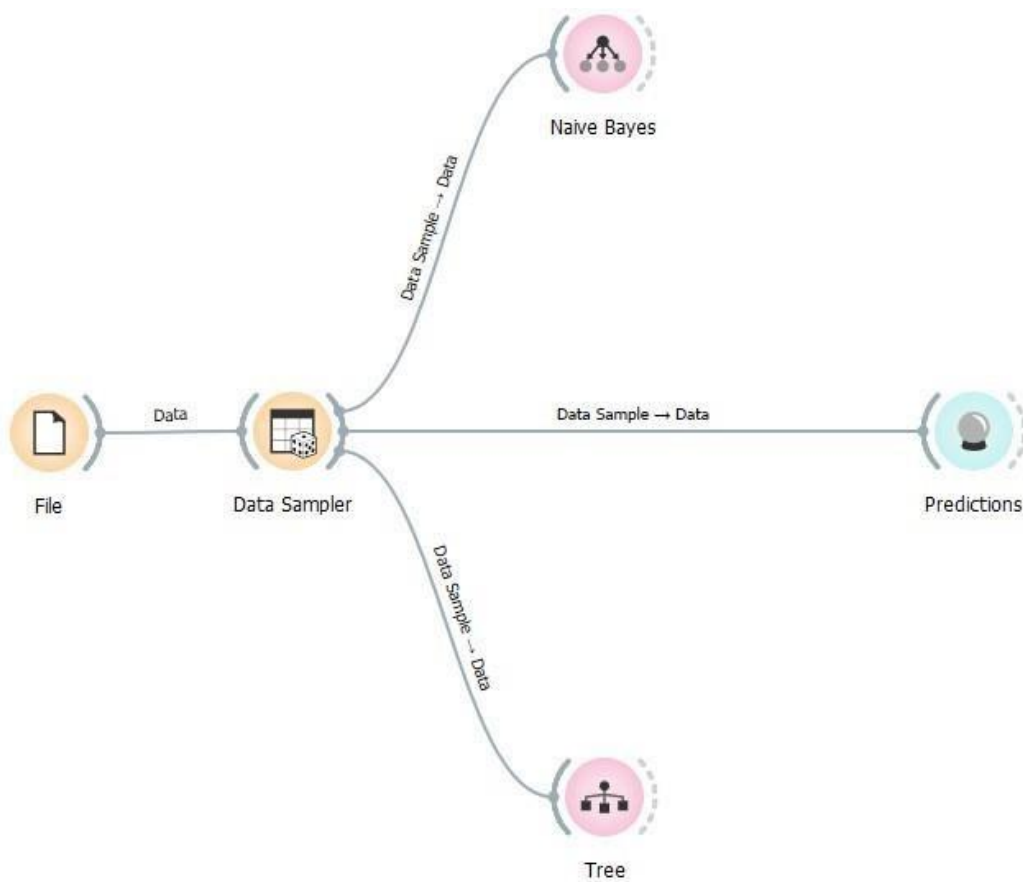 Naive Bayes
Data Sample → Data
File
Data
Data Sampler
Data Sample → Data
Predictions
Data Sample → Data
Tree